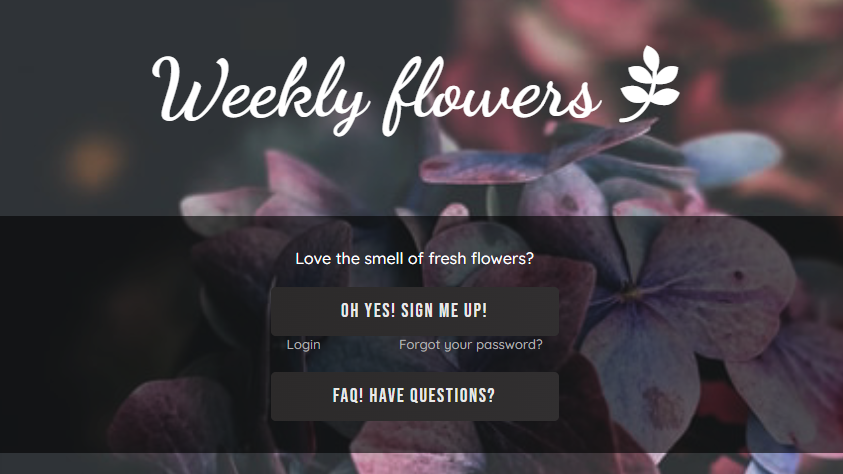 Weekly flowers
Love the smell of fresh flowers?
OH YES! SIGN ME UP!
Login Forgot your password?
FAQ! HAVE QUESTIONS?